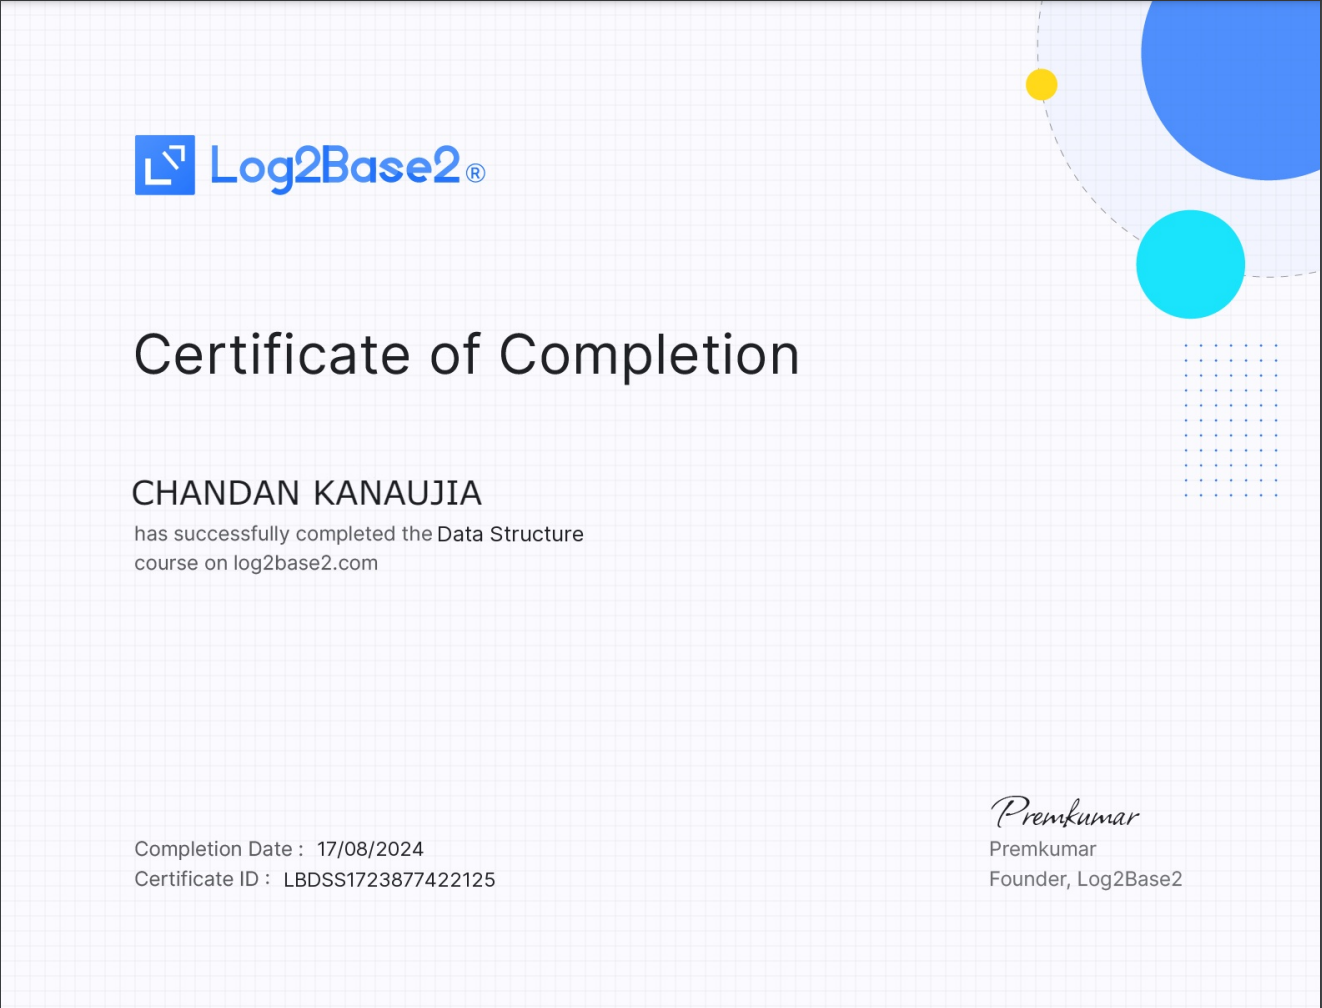 Log2Base2®
Certificate of Completion
CHANDAN KANAUJIA
has successfully completed the Data Structure
course on log2base2.com
Premkumar
Completion Date : 17/08/2024
Premkumar
Certificate ID : LBDSS1723877422125
Founder, Log2Base2